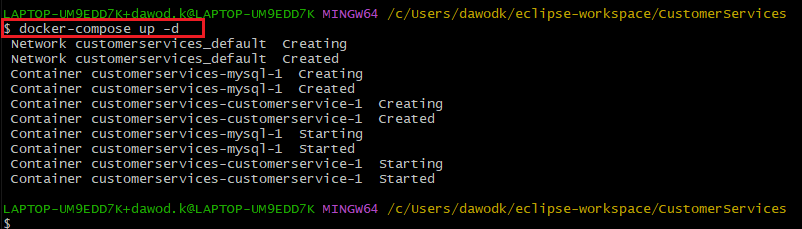 LAPTOP-UM9EDD7K+dawod.k@LAPTOP-UM9EDD7K MINGW64 /c/Users/dawodk/eclipse-workspace/CustomerServices
$ docker-compose up -d
Network customerservices_default  Creating
Network customerservices_default  Created
Container customerservices-mysql-1  Creating
Container customerservices-mysql-1  Created
Container customerservices-customerservice-1  Creating
Container customerservices-customerservice-1  Created
Container customerservices-mysql-1  Starting
Container customerservices-mysql-1  Started
Container customerservices-customerservice-1  Starting
Container customerservices-customerservice-1  Started
LAPTOP-UM9EDD7K+dawod.k@LAPTOP-UM9EDD7K MINGW64 /c/Users/dawodk/eclipse-workspace/CustomerServices
$